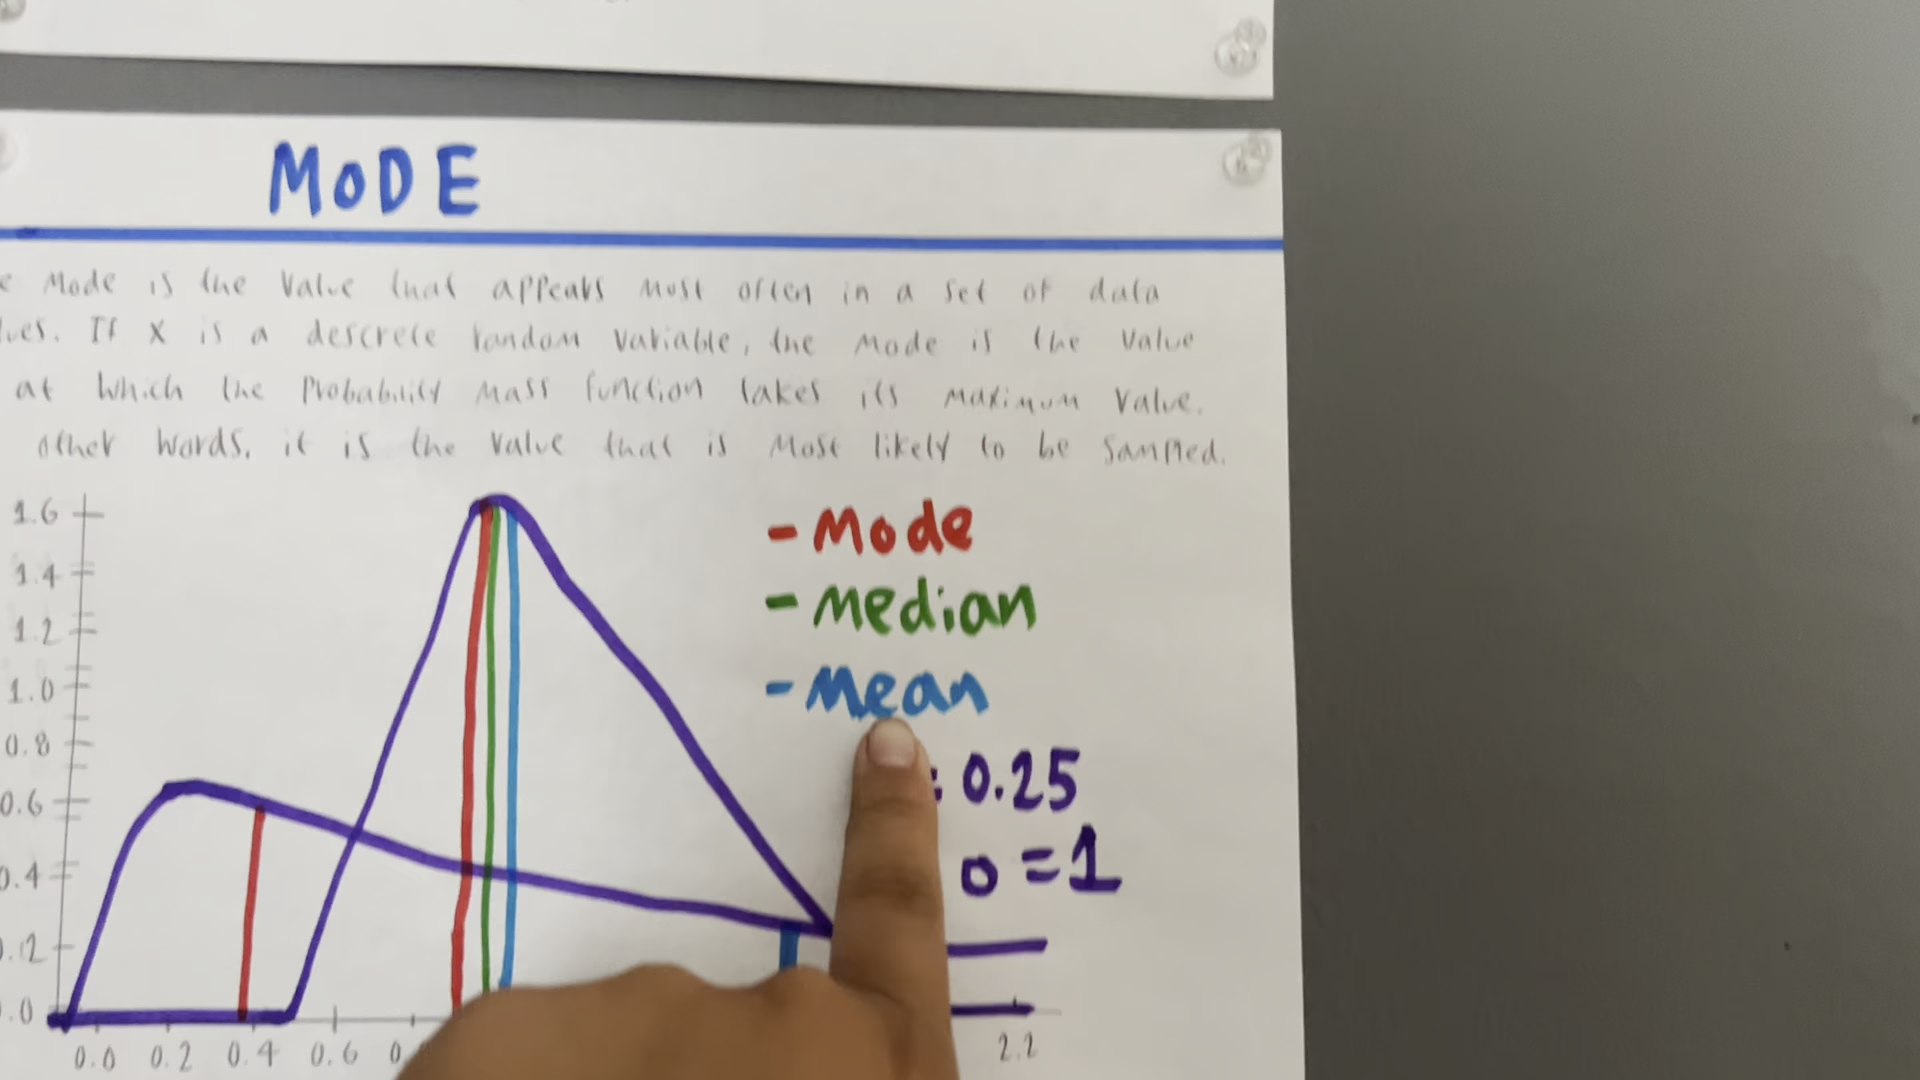 MODE
e Mode is the Value that appears most often in a set of data
lues. If X is a descrete random variable, the Mode is the Value
at which the Probability Mass function takes its maximum Value.
other words, it is the value that is Most likely to be Sampled.
- Mode
- Median
- Mean
: 0.25
o = 1
1.6
1.4
1.2
1.0
0.8
0.6
0.4
0.2
0.0
0.0 0.2 0.4 0.6 2.2